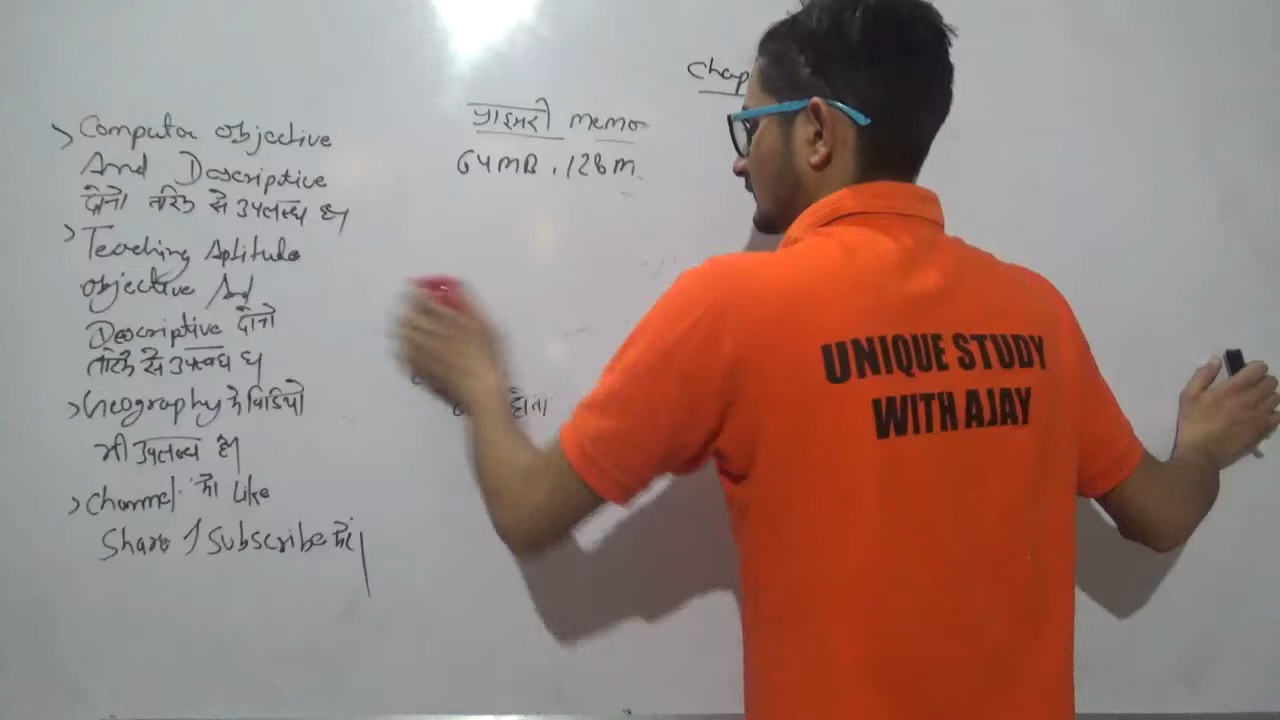 Computer objective
And Descriptive
दोनो तरिके से उपलब्ध है।
Teaching Aptitude
objective And
Descriptive दोनो
तरिके से उपलब्ध है।
Geography के विडियो
भी उपलब्ध है।
Channel को Like
Share / Subscribe करें।
Chap
प्राइमरी memo
64MB, 128M
होता
UNIQUE STUDY
WITH AJAY